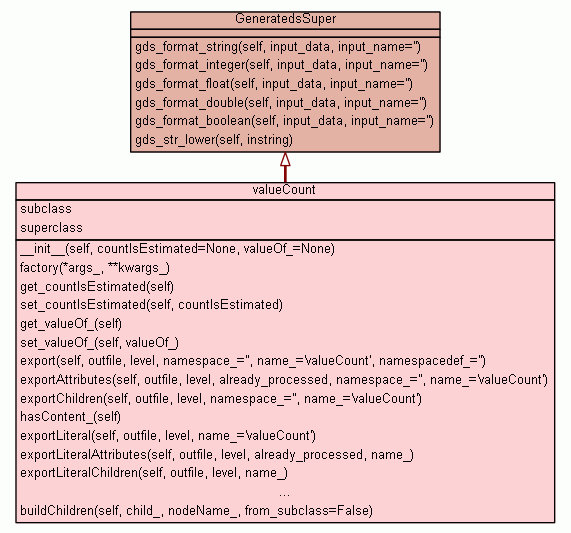 GeneratedsSuper
gds_format_string(self, input_data, input_name='')
gds_format_integer(self, input_data, input_name='')
gds_format_float(self, input_data, input_name='')
gds_format_double(self, input_data, input_name='')
gds_format_boolean(self, input_data, input_name='')
gds_str_lower(self, instring)
valueCount
subclass
superclass
__init__(self, countIsEstimated=None, valueOf_=None)
factory(*args_, **kwargs_)
get_countIsEstimated(self)
set_countIsEstimated(self, countIsEstimated)
get_valueOf_(self)
set_valueOf_(self, valueOf_)
export(self, outfile, level, namespace_='', name_='valueCount', namespacedef_='')
exportAttributes(self, outfile, level, already_processed, namespace_='', name_='valueCount')
exportChildren(self, outfile, level, namespace_='', name_='valueCount')
hasContent_(self)
exportLiteral(self, outfile, level, name_='valueCount')
exportLiteralAttributes(self, outfile, level, already_processed, name_)
exportLiteralChildren(self, outfile, level, name_)
...
buildChildren(self, child_, nodeName_, from_subclass=False)